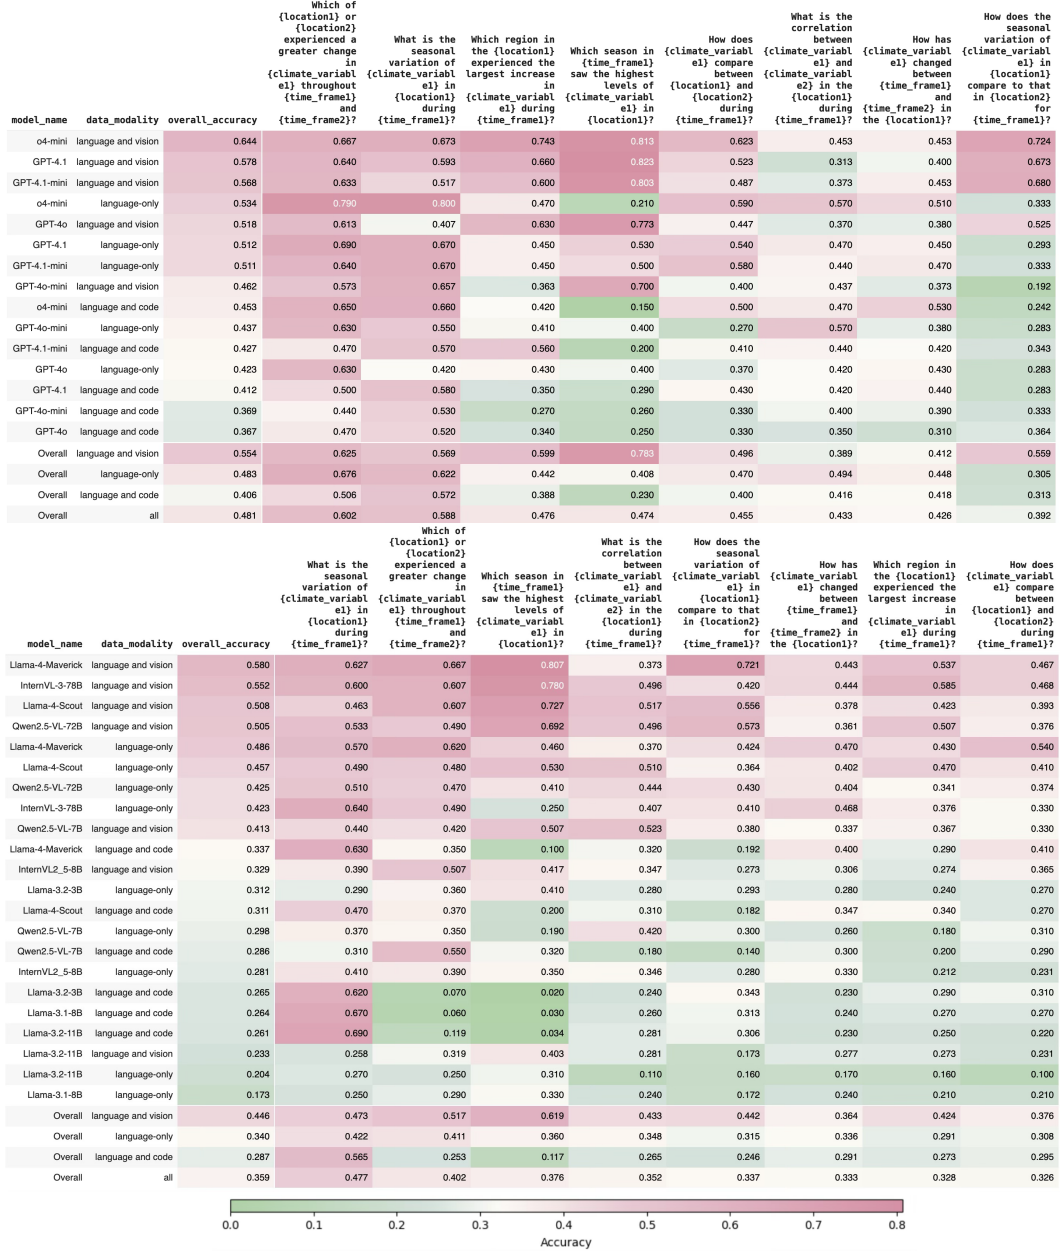 model_name
data_modality
overall_accuracy
Which of
{location1} or
{location2}
experienced a
greater change
in
{climate_variabl
e1} throughout
{time_frame1}
and
{time_frame2}?
What is the
seasonal
variation of
{climate_variabl
e1} in
{location1}
during
{time_frame1}?
Which region in
the {location1}
experienced the
largest increase
in
{climate_variabl
e1} during
{time_frame1}?
Which season in
{time_frame1}
saw the highest
levels of
{climate_variabl
e1} in
{location1}?
How does
{climate_variabl
e1} compare
between
{location1} and
{location2}
during
{time_frame1}?
What is the
correlation
between
{climate_variabl
e1} and
{climate_variabl
e2} in the
{location1}
during
{time_frame1}?
How has
{climate_variabl
e1} changed
between
{time_frame1}
and
{time_frame2} in
the {location1}?
How does the
seasonal
variation of
{climate_variabl
e1} in
{location1}
compare to that
in {location2}
for
{time_frame1}?
o4-mini language and vision 0.644 0.667 0.673 0.743 0.813 0.623 0.453 0.453 0.724
GPT-4.1 language and vision 0.578 0.640 0.593 0.660 0.823 0.523 0.313 0.400 0.673
GPT-4.1-mini language and vision 0.568 0.633 0.517 0.600 0.803 0.487 0.373 0.453 0.680
o4-mini language-only 0.534 0.790 0.800 0.470 0.210 0.590 0.570 0.510 0.333
GPT-4o language and vision 0.518 0.613 0.407 0.630 0.773 0.447 0.370 0.380 0.525
GPT-4.1 language-only 0.512 0.690 0.670 0.450 0.530 0.540 0.470 0.450 0.293
GPT-4.1-mini language-only 0.511 0.640 0.670 0.450 0.500 0.580 0.440 0.470 0.333
GPT-4o-mini language and vision 0.462 0.573 0.657 0.363 0.700 0.400 0.437 0.373 0.192
o4-mini language and code 0.453 0.650 0.660 0.420 0.150 0.500 0.470 0.530 0.242
GPT-4o-mini language-only 0.437 0.630 0.550 0.410 0.400 0.270 0.570 0.380 0.283
GPT-4.1-mini language and code 0.427 0.470 0.570 0.560 0.200 0.410 0.440 0.420 0.343
GPT-4o language-only 0.423 0.630 0.420 0.430 0.400 0.370 0.420 0.430 0.283
GPT-4.1 language and code 0.412 0.500 0.580 0.350 0.290 0.430 0.420 0.440 0.283
GPT-4o-mini language and code 0.369 0.440 0.530 0.270 0.260 0.330 0.400 0.390 0.333
GPT-4o language and code 0.367 0.470 0.520 0.340 0.250 0.330 0.350 0.310 0.364
Overall language and vision 0.554 0.625 0.569 0.599 0.783 0.496 0.389 0.412 0.559
Overall language-only 0.483 0.676 0.622 0.442 0.408 0.470 0.494 0.448 0.305
Overall language and code 0.406 0.506 0.572 0.388 0.230 0.400 0.416 0.418 0.313
Overall all 0.481 0.602 0.588 0.476 0.474 0.455 0.433 0.426 0.392
model_name
data_modality
overall_accuracy
What is the
seasonal
variation of
{climate_variabl
e1} in
{location1}
during
{time_frame1}?
Which of
{location1} or
{location2}
experienced a
greater change
in
{climate_variabl
e1} throughout
{time_frame1}
and
{time_frame2}?
Which season in
{time_frame1}
saw the highest
levels of
{climate_variabl
e1} in
{location1}?
What is the
correlation
between
{climate_variabl
e1} and
{climate_variabl
e2} in the
{location1}
during
{time_frame1}?
How does the
seasonal
variation of
{climate_variabl
e1} in
{location1}
compare to that
in {location2}
for
{time_frame1}?
How has
{climate_variabl
e1} changed
between
{time_frame1}
and
{time_frame2} in
the {location1}?
Which region in
the {location1}
experienced the
largest increase
in
{climate_variabl
e1} during
{time_frame1}?
How does
{climate_variabl
e1} compare
between
{location1} and
{location2}
during
{time_frame1}?
Llama-4-Maverick language and vision 0.580 0.627 0.667 0.807 0.373 0.721 0.443 0.537 0.467
InternVL-3-78B language and vision 0.552 0.600 0.607 0.780 0.496 0.420 0.444 0.585 0.468
Llama-4-Scout language and vision 0.508 0.463 0.607 0.727 0.517 0.556 0.378 0.423 0.393
Qwen2.5-VL-72B language and vision 0.505 0.533 0.490 0.692 0.496 0.573 0.361 0.507 0.376
Llama-4-Maverick language-only 0.486 0.570 0.620 0.460 0.370 0.424 0.470 0.430 0.540
Llama-4-Scout language-only 0.457 0.490 0.480 0.530 0.510 0.364 0.402 0.470 0.410
Qwen2.5-VL-72B language-only 0.425 0.510 0.470 0.410 0.444 0.430 0.404 0.341 0.374
InternVL-3-78B language-only 0.423 0.640 0.490 0.250 0.407 0.410 0.468 0.376 0.330
Qwen2.5-VL-7B language and vision 0.413 0.440 0.420 0.507 0.523 0.380 0.337 0.367 0.330
Llama-4-Maverick language and code 0.337 0.630 0.350 0.100 0.320 0.192 0.400 0.290 0.410
InternVL2_5-8B language and vision 0.329 0.390 0.507 0.417 0.347 0.273 0.306 0.274 0.365
Llama-3.2-3B language-only 0.312 0.290 0.360 0.410 0.280 0.293 0.280 0.240 0.270
Llama-4-Scout language and code 0.311 0.470 0.370 0.200 0.310 0.182 0.347 0.340 0.270
Qwen2.5-VL-7B language-only 0.298 0.370 0.350 0.190 0.420 0.300 0.260 0.180 0.310
Qwen2.5-VL-7B language and code 0.286 0.310 0.550 0.320 0.180 0.140 0.300 0.200 0.290
InternVL2_5-8B language-only 0.281 0.410 0.390 0.350 0.346 0.280 0.330 0.212 0.231
Llama-3.2-3B language and code 0.265 0.620 0.070 0.020 0.240 0.343 0.230 0.290 0.310
Llama-3.1-8B language and code 0.264 0.670 0.060 0.030 0.260 0.313 0.240 0.270 0.270
Llama-3.2-11B language and code 0.261 0.690 0.119 0.034 0.281 0.306 0.230 0.250 0.220
Llama-3.2-11B language and vision 0.233 0.258 0.319 0.403 0.281 0.173 0.277 0.273 0.231
Llama-3.2-11B language-only 0.204 0.270 0.250 0.310 0.110 0.160 0.170 0.160 0.100
Llama-3.1-8B language-only 0.173 0.250 0.290 0.330 0.240 0.172 0.240 0.210 0.210
Overall language and vision 0.446 0.473 0.517 0.619 0.433 0.442 0.364 0.424 0.376
Overall language-only 0.340 0.422 0.411 0.360 0.348 0.315 0.336 0.291 0.308
Overall language and code 0.287 0.565 0.253 0.117 0.265 0.246 0.291 0.273 0.295
Overall all 0.359 0.477 0.402 0.376 0.352 0.337 0.333 0.328 0.326
0.0 0.1 0.2 0.3 0.4 0.5 0.6 0.7 0.8
Accuracy